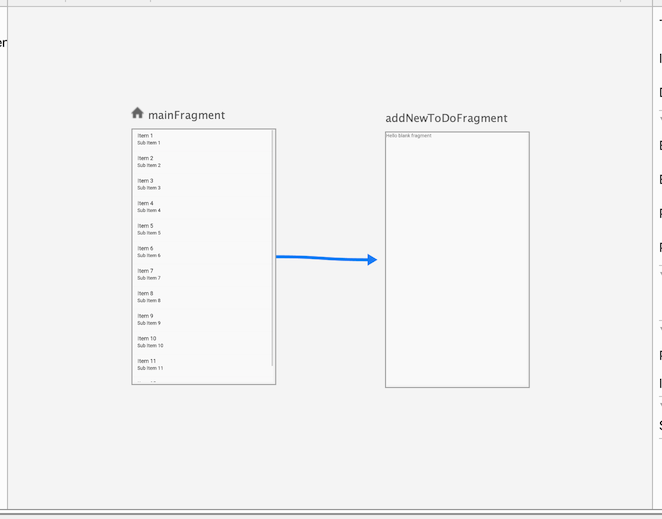 mainFragment
Item 1
Sub Item 1
Item 2
Sub Item 2
Item 3
Sub Item 3
Item 4
Sub Item 4
Item 5
Sub Item 5
Item 6
Sub Item 6
Item 7
Sub Item 7
Item 8
Sub Item 8
Item 9
Sub Item 9
Item 10
Sub Item 10
Item 11
Sub Item 11
addNewToDoFragment
Hello blank fragment